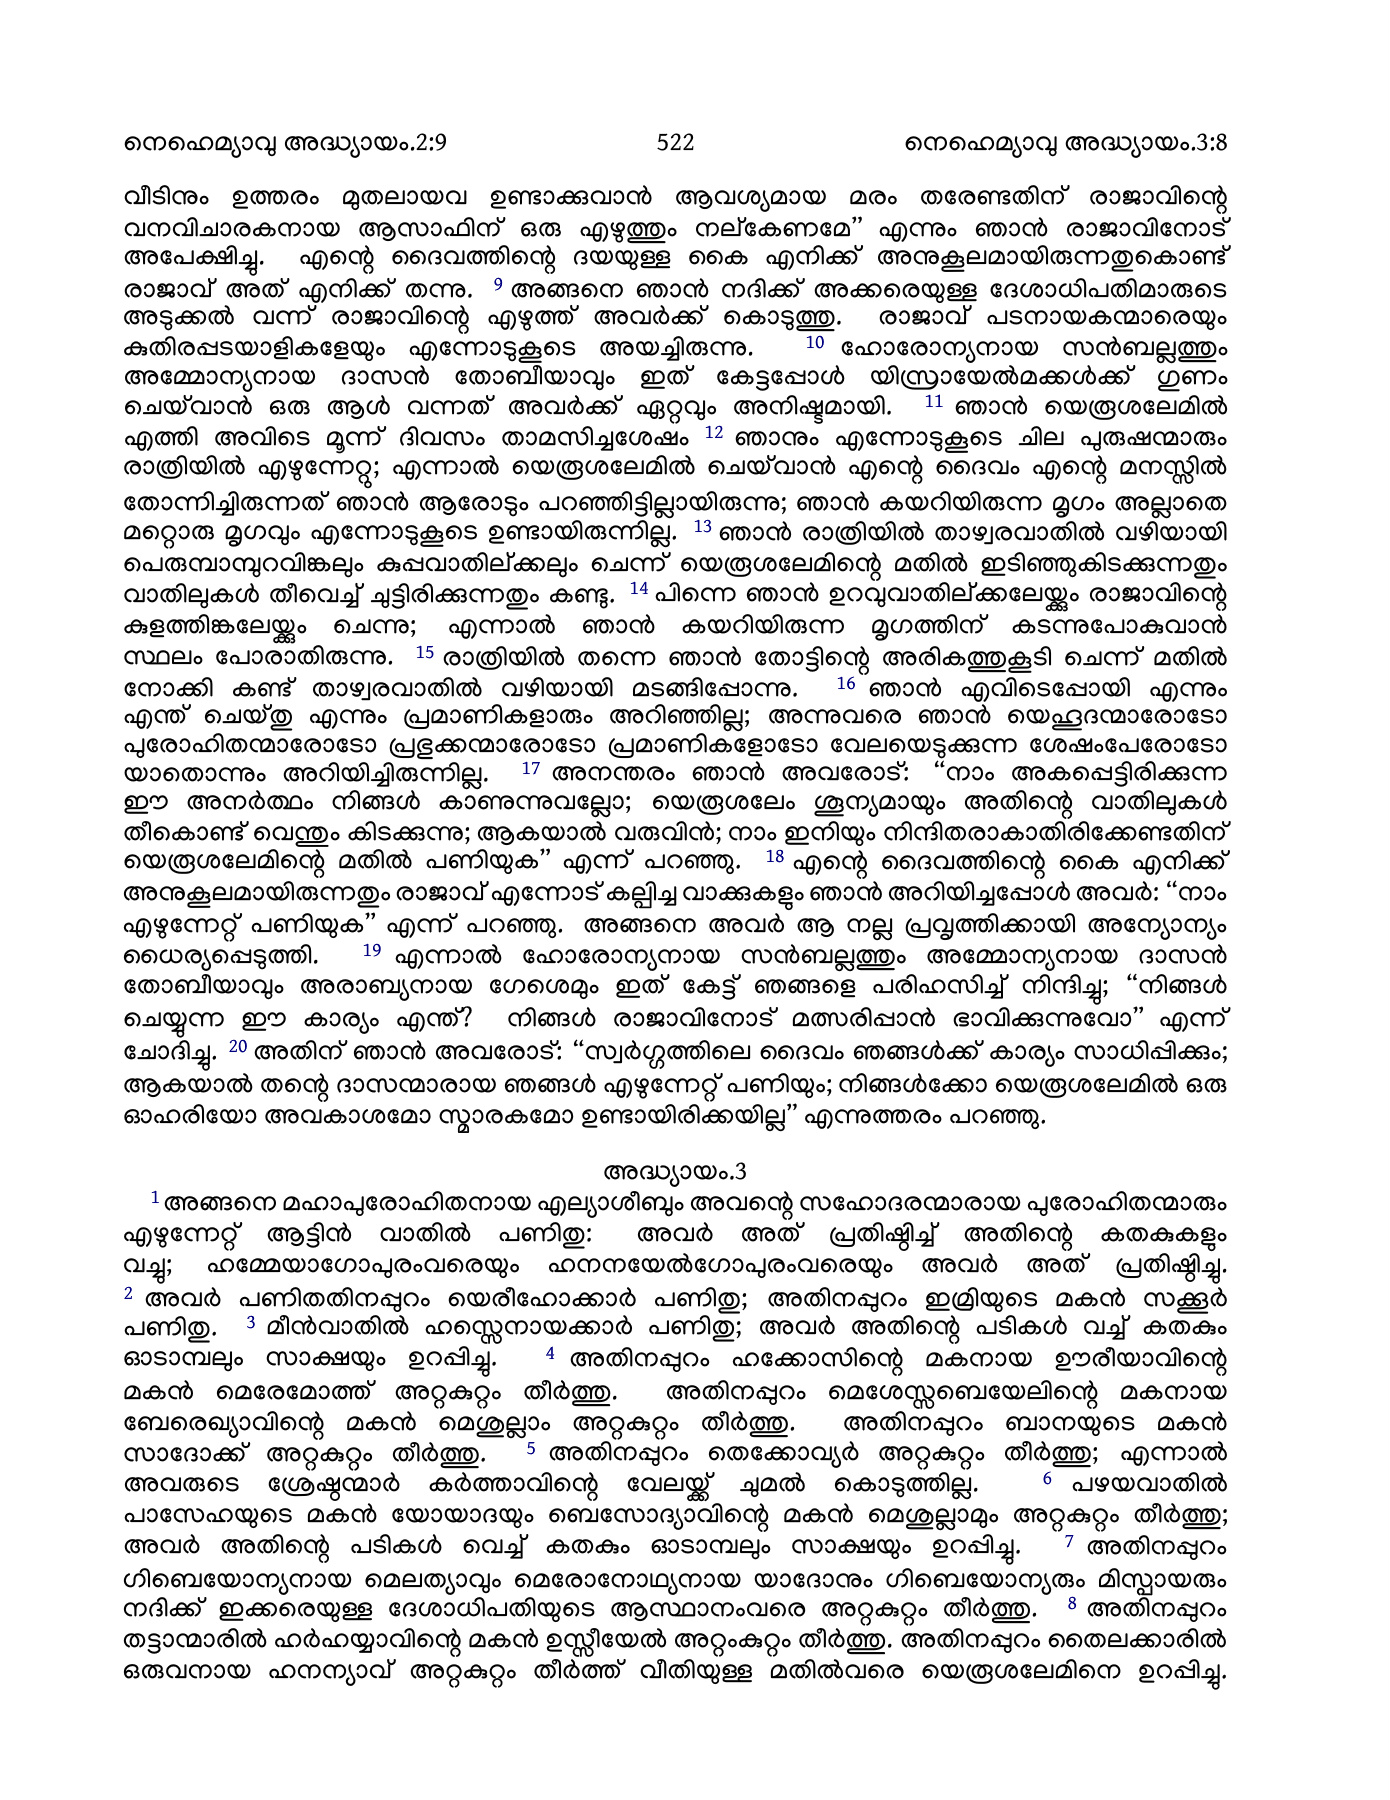 നെഹെമ്യാവു അദ്ധ്യായം.2:9 522 നെഹെമ്യാവു അദ്ധ്യായം.3:8
വീടിനും ഉത്തരം മുതലായവ ഉണ്ടാക്കുവാൻ ആവശ്യമായ മരം തരേണ്ടതിന് രാജാവിന്റെ
വനവിചാരകനായ ആസാഫിന് ഒരു എഴുത്തും നല്കേണമേ” എന്നും ഞാൻ രാജാവിനോട്
അപേക്ഷിച്ചു. എന്റെ ദൈവത്തിന്റെ ദയയുള്ള കൈ എനിക്ക് അനുകൂലമായിരുന്നതുകൊണ്ട്
രാജാവ് അത് എനിക്ക് തന്നു. 9 അങ്ങനെ ഞാൻ നദിക്ക് അക്കരെയുള്ള ദേശാധിപതിമാരുടെ
അടുക്കൽ വന്ന് രാജാവിന്റെ എഴുത്ത് അവർക്ക് കൊടുത്തു. രാജാവ് പടനായകന്മാരെയും
കുതിരപ്പടയാളികളേയും എന്നോടുകൂടെ അയച്ചിരുന്നു. 10 ഹോരോന്യനായ സൻബല്ലത്തും
അമ്മോന്യനായ ദാസൻ തോബീയാവും ഇത് കേട്ടപ്പോൾ യിസ്രായേൽമക്കൾക്ക് ഗുണം
ചെയ്‌വാൻ ഒരു ആൾ വന്നത് അവർക്ക് ഏറ്റവും അനിഷ്ടമായി. 11 ഞാൻ യെരൂശലേമിൽ
എത്തി അവിടെ മൂന്ന് ദിവസം താമസിച്ചശേഷം 12 ഞാനും എന്നോടുകൂടെ ചില പുരുഷന്മാരും
രാത്രിയിൽ എഴുന്നേറ്റു; എന്നാൽ യെരൂശലേമിൽ ചെയ്‌വാൻ എന്റെ ദൈവം എന്റെ മനസ്സിൽ
തോന്നിച്ചിരുന്നത് ഞാൻ ആരോടും പറഞ്ഞിട്ടില്ലായിരുന്നു; ഞാൻ കയറിയിരുന്ന മൃഗം അല്ലാതെ
മറ്റൊരു മൃഗവും എന്നോടുകൂടെ ഉണ്ടായിരുന്നില്ല. 13 ഞാൻ രാത്രിയിൽ താഴ്വരവാതിൽ വഴിയായി
പെരുമ്പാമ്പുറവിങ്കലും കുപ്പവാതില്ക്കലും ചെന്ന് യെരൂശലേമിന്റെ മതിൽ ഇടിഞ്ഞുകിടക്കുന്നതും
വാതിലുകൾ തീവെച്ച് ചുട്ടിരിക്കുന്നതും കണ്ടു. 14 പിന്നെ ഞാൻ ഉറവുവാതില്ക്കലേയ്ക്കും രാജാവിന്റെ
കുളത്തിങ്കലേയ്ക്കും ചെന്നു; എന്നാൽ ഞാൻ കയറിയിരുന്ന മൃഗത്തിന് കടന്നുപോകുവാൻ
സ്ഥലം പോരാതിരുന്നു. 15 രാത്രിയിൽ തന്നെ ഞാൻ തോട്ടിന്റെ അരികത്തുകൂടി ചെന്ന് മതിൽ
നോക്കി കണ്ട് താഴ്വരവാതിൽ വഴിയായി മടങ്ങിപ്പോന്നു. 16 ഞാൻ എവിടെപ്പോയി എന്നും
എന്ത് ചെയ്തു എന്നും പ്രമാണികളാരും അറിഞ്ഞില്ല; അന്നുവരെ ഞാൻ യെഹൂദന്മാരോടോ
പുരോഹിതന്മാരോടോ പ്രഭുക്കന്മാരോടോ പ്രമാണികളോടോ വേലയെടുക്കുന്ന ശേഷംപേരോടോ
യാതൊന്നും അറിയിച്ചിരുന്നില്ല. 17 അനന്തരം ഞാൻ അവരോട്: “നാം അകപ്പെട്ടിരിക്കുന്ന
ഈ അനർത്ഥം നിങ്ങൾ കാണുന്നുവല്ലോ; യെരൂശലേം ശൂന്യമായും അതിന്റെ വാതിലുകൾ
തീകൊണ്ട് വെന്തും കിടക്കുന്നു; ആകയാൽ വരുവിൻ; നാം ഇനിയും നിന്ദിതരാകാതിരിക്കേണ്ടതിന്
യെരൂശലേമിന്റെ മതിൽ പണിയുക” എന്ന് പറഞ്ഞു. 18 എന്റെ ദൈവത്തിന്റെ കൈ എനിക്ക്
അനുകൂലമായിരുന്നതും രാജാവ് എന്നോട് കല്പിച്ച വാക്കുകളും ഞാൻ അറിയിച്ചപ്പോൾ അവർ: “നാം
എഴുന്നേറ്റ് പണിയുക” എന്ന് പറഞ്ഞു. അങ്ങനെ അവർ ആ നല്ല പ്രവൃത്തിക്കായി അന്യോന്യം
ധൈര്യപ്പെടുത്തി. 19 എന്നാൽ ഹോരോന്യനായ സൻബല്ലത്തും അമ്മോന്യനായ ദാസൻ
തോബീയാവും അരാബ്യനായ ഗേശെമും ഇത് കേട്ട് ഞങ്ങളെ പരിഹസിച്ച് നിന്ദിച്ചു; “നിങ്ങൾ
ചെയ്യുന്ന ഈ കാര്യം എന്ത്? നിങ്ങൾ രാജാവിനോട് മത്സരിപ്പാൻ ഭാവിക്കുന്നുവോ” എന്ന്
ചോദിച്ചു. 20 അതിന് ഞാൻ അവരോട്: “സ്വർഗ്ഗത്തിലെ ദൈവം ഞങ്ങൾക്ക് കാര്യം സാധിപ്പിക്കും;
ആകയാൽ തന്റെ ദാസന്മാരായ ഞങ്ങൾ എഴുന്നേറ്റ് പണിയും; നിങ്ങൾക്കോ യെരൂശലേമിൽ ഒരു
ഓഹരിയോ അവകാശമോ സ്മാരകമോ ഉണ്ടായിരിക്കയില്ല” എന്നുത്തരം പറഞ്ഞു.
അദ്ധ്യായം.3
1 അങ്ങനെ മഹാപുരോഹിതനായ എല്യാശീബും അവന്റെ സഹോദരന്മാരായ പുരോഹിതന്മാരും
എഴുന്നേറ്റ് ആട്ടിൻ വാതിൽ പണിതു: അവർ അത് പ്രതിഷ്ഠിച്ച് അതിന്റെ കതകുകളും
വച്ചു; ഹമ്മേയാഗോപുരംവരെയും ഹനനയേൽഗോപുരംവരെയും അവർ അത് പ്രതിഷ്ഠിച്ചു.
2 അവർ പണിതതിനപ്പുറം യെരീഹോക്കാർ പണിതു; അതിനപ്പുറം ഇമ്രിയുടെ മകൻ സക്കൂർ
പണിതു. 3 മീൻവാതിൽ ഹസ്സെനായക്കാർ പണിതു; അവർ അതിന്റെ പടികൾ വച്ച് കതകും
ഓടാമ്പലും സാക്ഷയും ഉറപ്പിച്ചു. 4 അതിനപ്പുറം ഹക്കോസിന്റെ മകനായ ഊരീയാവിന്റെ
മകൻ മെരേമോത്ത് അറ്റകുറ്റം തീർത്തു. അതിനപ്പുറം മെശേസ്സബെയേലിന്റെ മകനായ
ബേരെഖ്യാവിന്റെ മകൻ മെശുല്ലാം അറ്റകുറ്റം തീർത്തു. അതിനപ്പുറം ബാനയുടെ മകൻ
സാദോക്ക് അറ്റകുറ്റം തീർത്തു. 5 അതിനപ്പുറം തെക്കോവ്യർ അറ്റകുറ്റം തീർത്തു; എന്നാൽ
അവരുടെ ശ്രേഷ്ഠന്മാർ കർത്താവിന്റെ വേലയ്ക്ക് ചുമൽ കൊടുത്തില്ല. 6 പഴയവാതിൽ
പാസേഹയുടെ മകൻ യോയാദയും ബെസോദ്യാവിന്റെ മകൻ മെശുല്ലാമും അറ്റകുറ്റം തീർത്തു;
അവർ അതിന്റെ പടികൾ വെച്ച് കതകും ഓടാമ്പലും സാക്ഷയും ഉറപ്പിച്ചു. 7 അതിനപ്പുറം
ഗിബെയോന്യനായ മെലത്യാവും മെരോനോഥ്യനായ യാദോനും ഗിബെയോന്യരും മിസ്പായരും
നദിക്ക് ഇക്കരെയുള്ള ദേശാധിപതിയുടെ ആസ്ഥാനംവരെ അറ്റകുറ്റം തീർത്തു. 8 അതിനപ്പുറം
തട്ടാന്മാരിൽ ഹർഹയ്യാവിന്റെ മകൻ ഉസ്സീയേൽ അറ്റംകുറ്റം തീർത്തു. അതിനപ്പുറം തൈലക്കാരിൽ
ഒരുവനായ ഹനന്യാവ് അറ്റകുറ്റം തീർത്ത് വീതിയുള്ള മതിൽവരെ യെരൂശലേമിനെ ഉറപ്പിച്ചു.